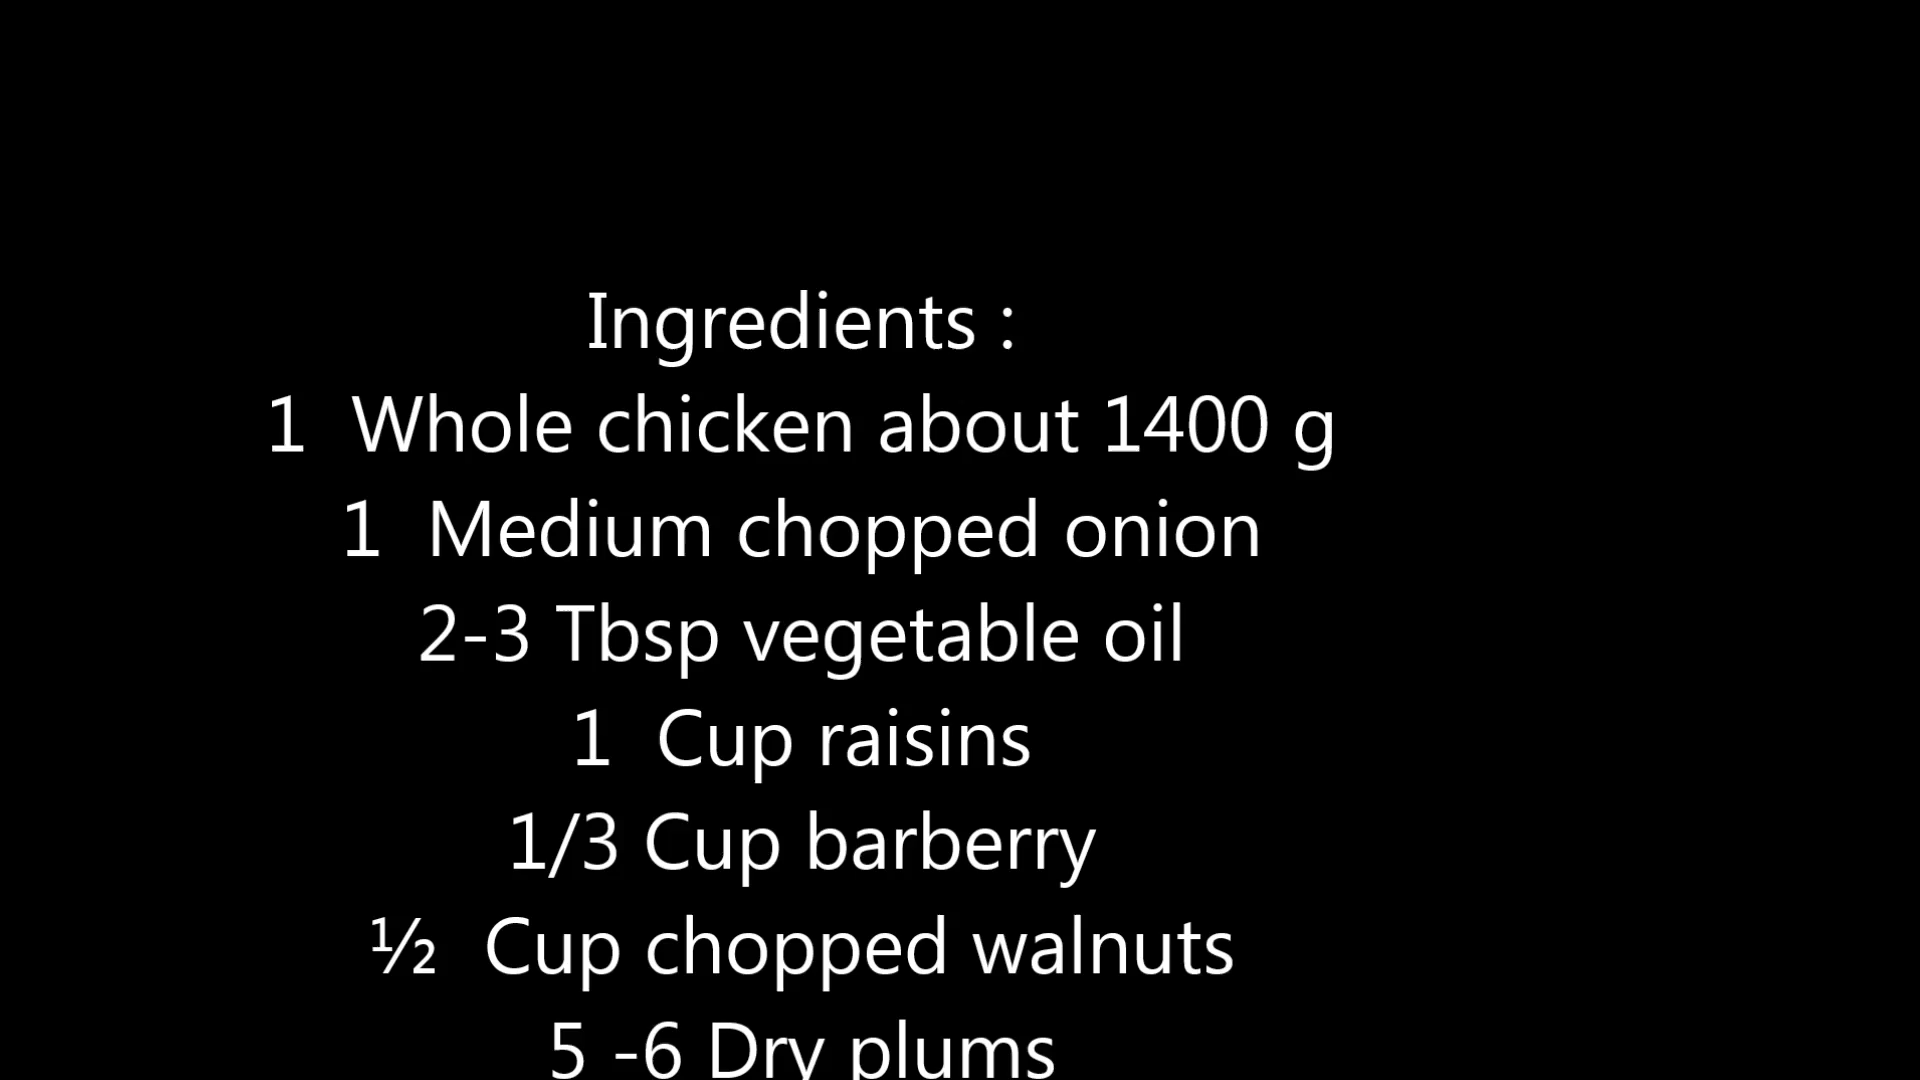 Ingredients :
1  Whole chicken about 1400 g
1  Medium chopped onion
2-3 Tbsp vegetable oil
1  Cup raisins
1/3 Cup barberry
½  Cup chopped walnuts
5 -6 Dry plums